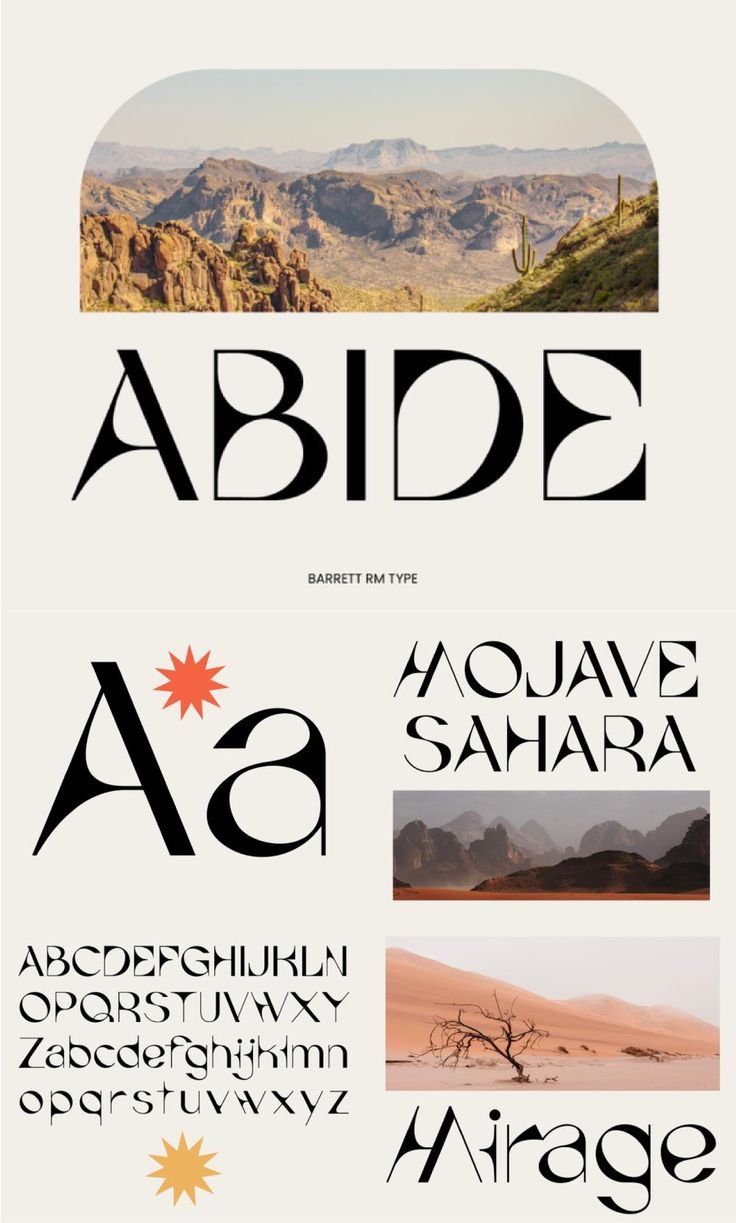 ABIDE
BARRETT RM TYPE
Aa
MOJAVE
SAHARA
ABCDEFGHIJKLN
OPQRSTUVWXY
Zabcdefghijklmn
opqrstuvwxyz
Mirage